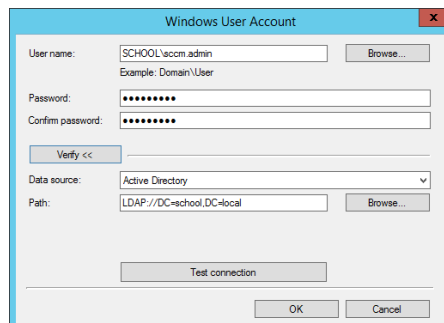 Windows User Account
x
User name: SCHOOL\sccm.admin Browse...
Example: Domain\User
Password: •••••••••
Confirm password: •••••••••
Verify <<
Data source: Active Directory
Path: LDAP://DC=school,DC=local Browse...
Test connection
OK Cancel